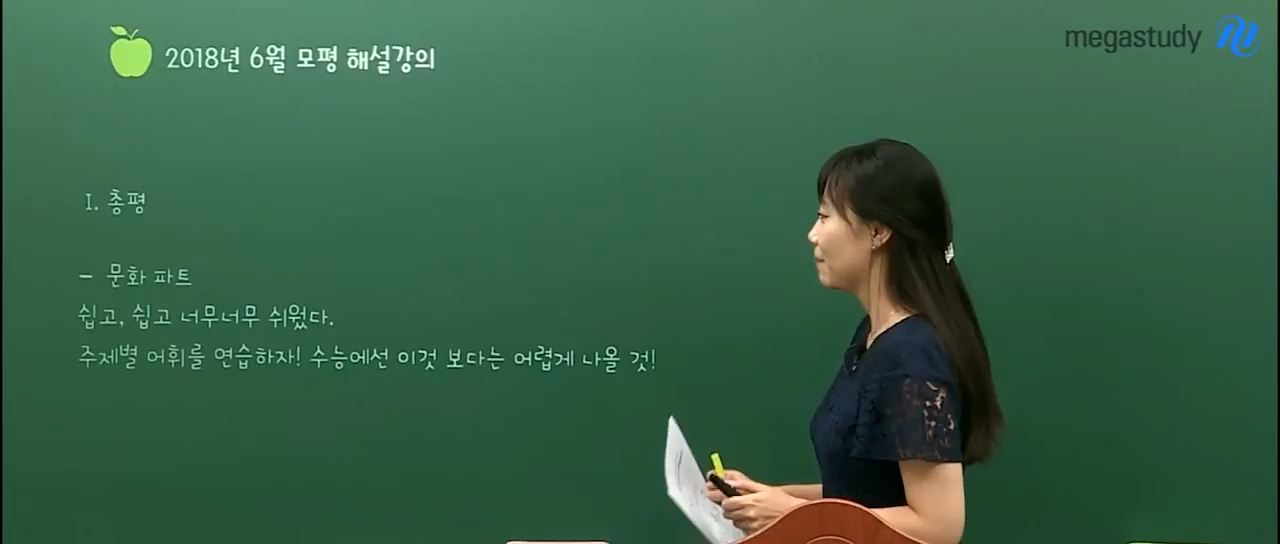 megastudy
2018년 6월 모평 해설강의
I. 총평
- 문화 파트
쉽고, 쉽고 너무너무 쉬웠다.
주제별 어휘를 연습하자! 수능에선 이것 보다는 어렵게 나올 것!